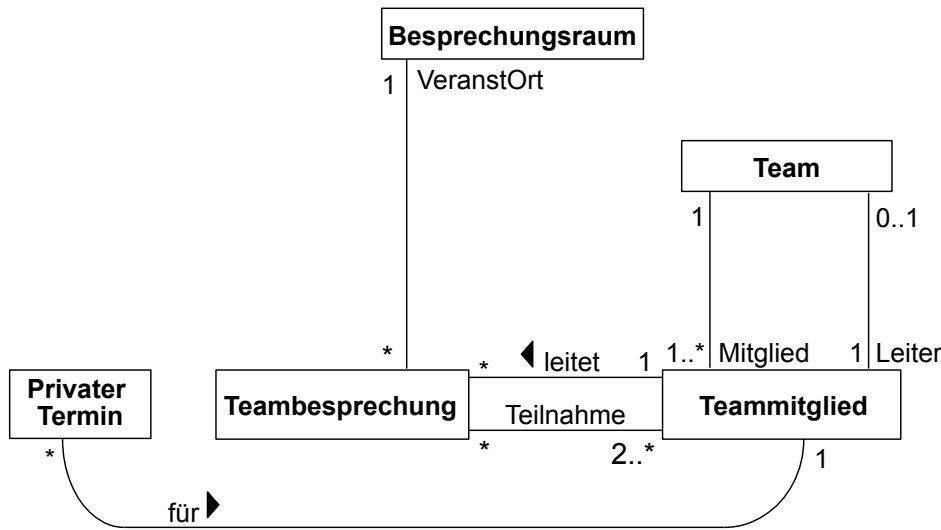 Besprechungsraum
1 VeranstOrt
Team
1 0..1
* * leitet 1 1..* Mitglied 1 Leiter
Privater
Termin
Teambesprechung
Teilnahme
Teammitglied
* * 2..* 1
für